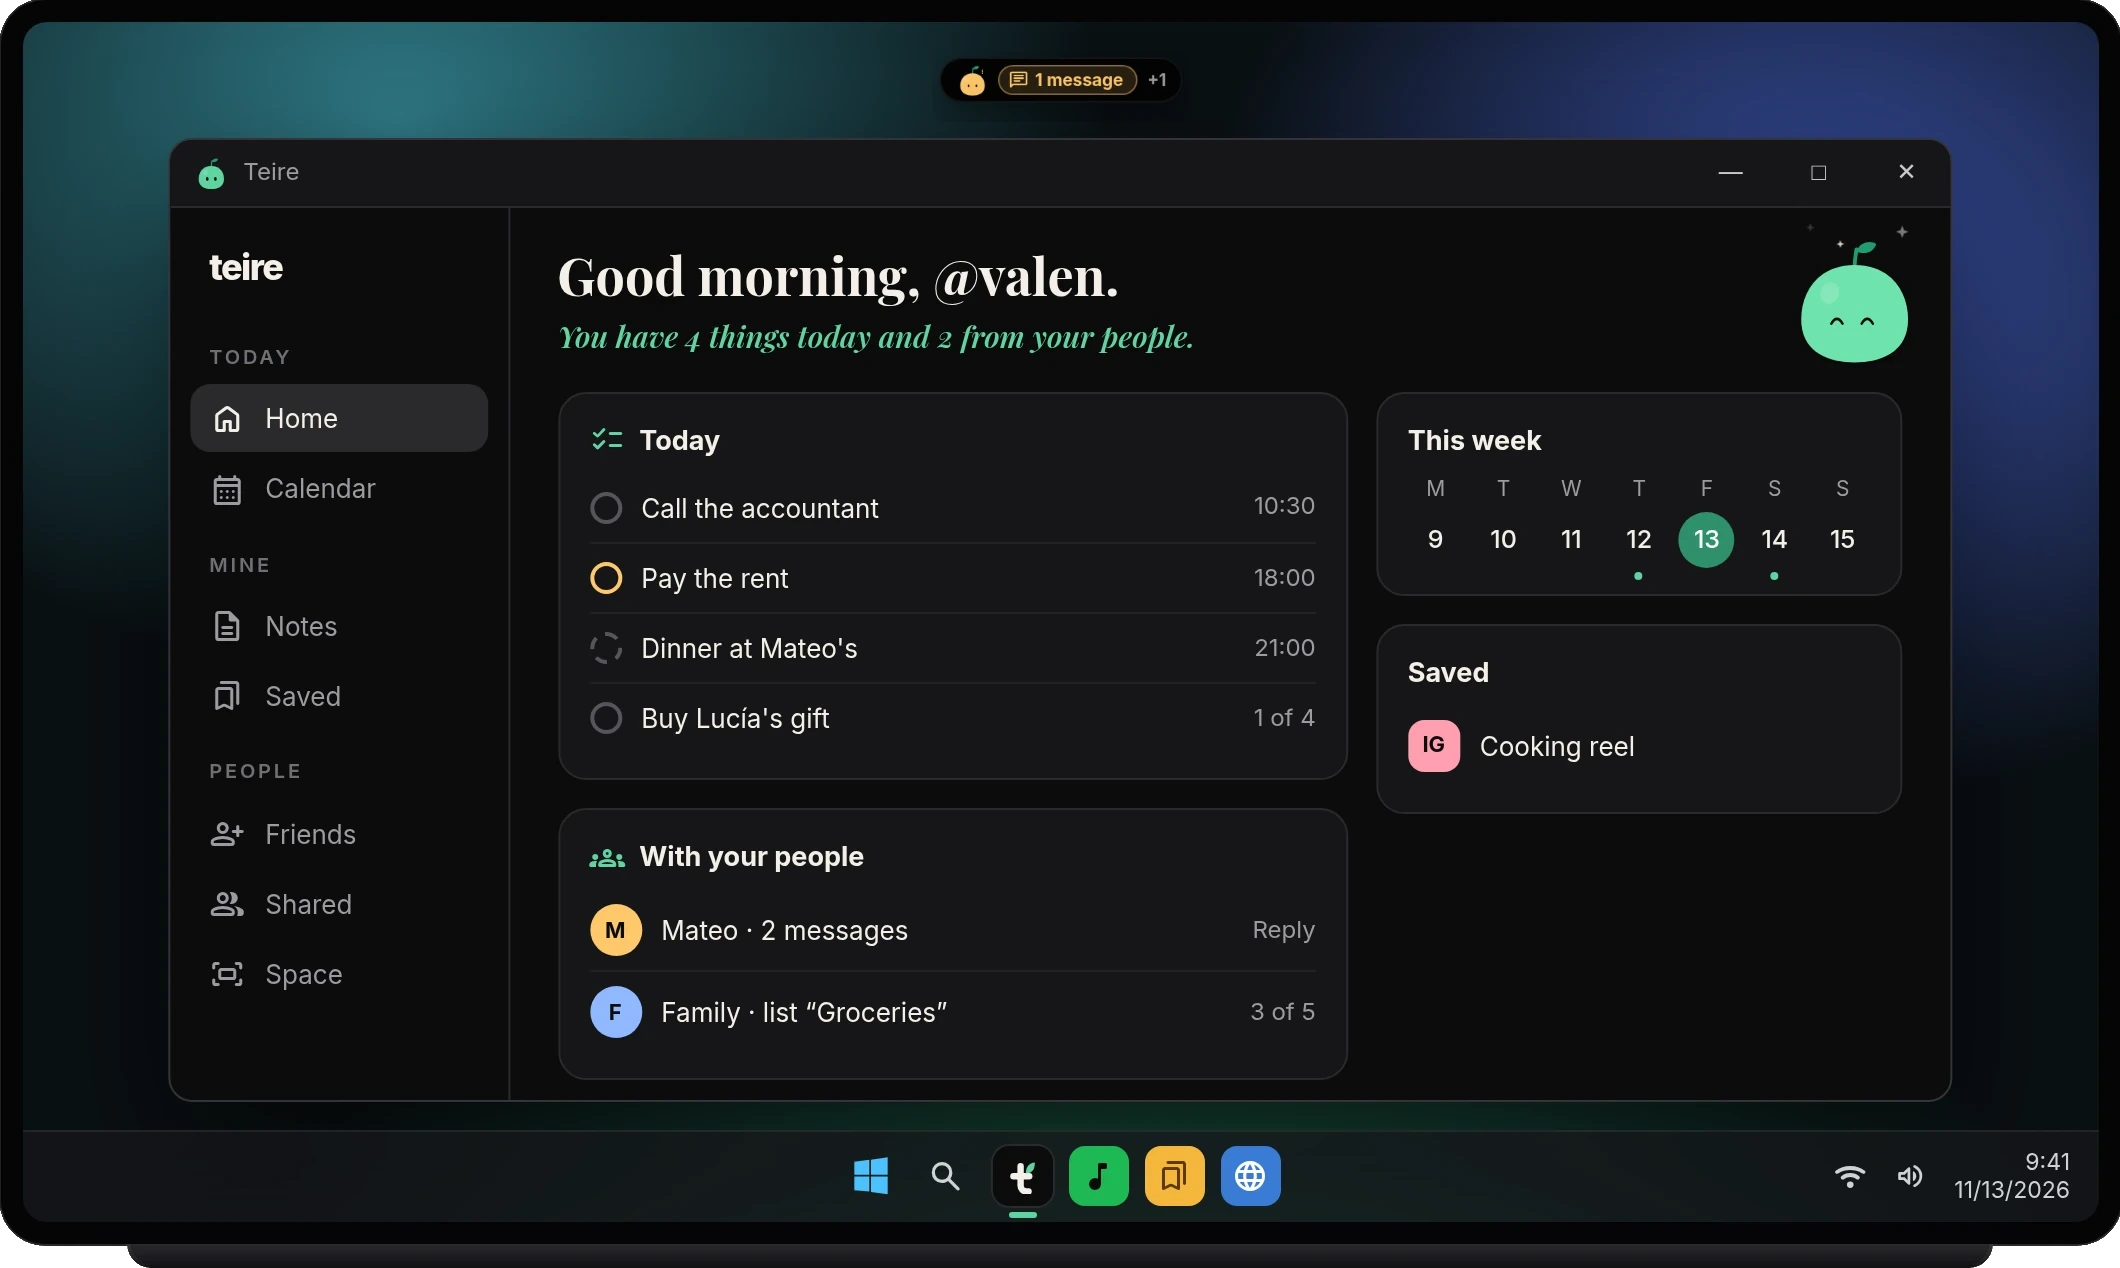 1 message +1
Teire
teire
TODAY
Home
Calendar
MINE
Notes
Saved
PEOPLE
Friends
Shared
Space
Good morning, @valen.
You have 4 things today and 2 from your people.
Today
Call the accountant 10:30
Pay the rent 18:00
Dinner at Mateo's 21:00
Buy Lucía's gift 1 of 4
With your people
M Mateo · 2 messages Reply
F Family · list “Groceries” 3 of 5
This week
M T W T F S S
9 10 11 12 13 14 15
Saved
IG Cooking reel
t
9:41
11/13/2026